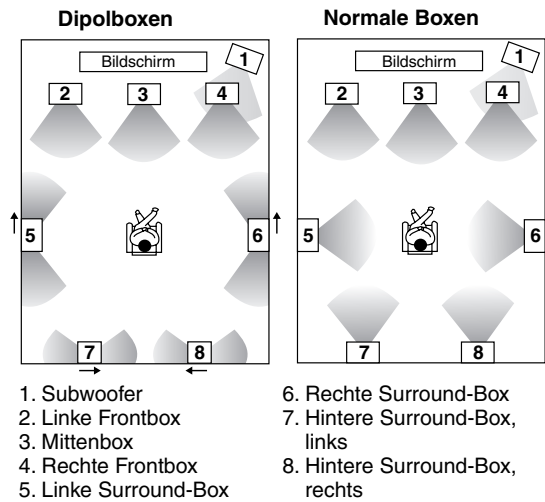 Dipolboxen
Bildschirm
1
2
3
4
5
6
7
8
Normale Boxen
Bildschirm
1
2
3
4
5
6
7
8
1. Subwoofer
2. Linke Frontbox
3. Mittenbox
4. Rechte Frontbox
5. Linke Surround-Box
6. Rechte Surround-Box
7. Hintere Surround-Box,
links
8. Hintere Surround-Box,
rechts